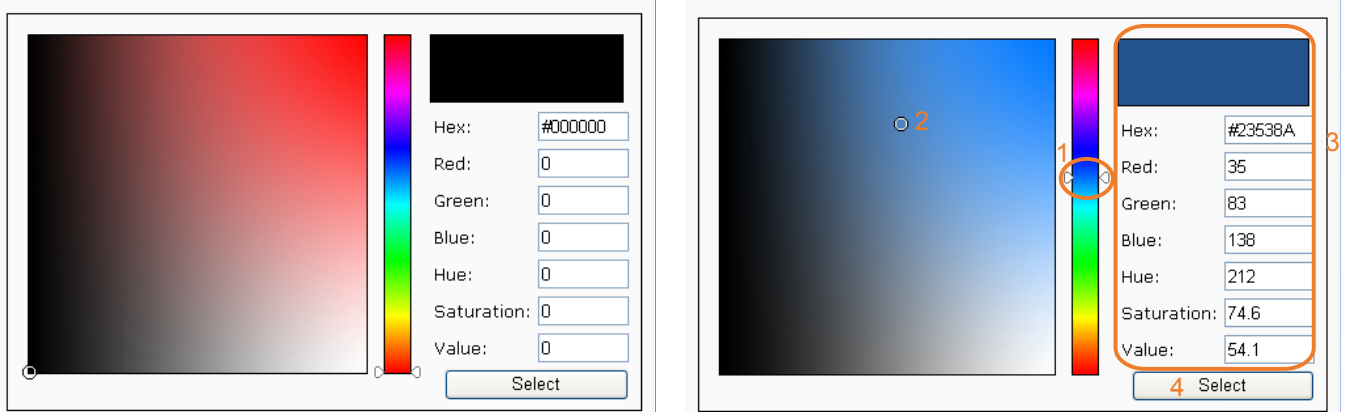 Hex: #000000
Red: 0
Green: 0
Blue: 0
Hue: 0
Saturation: 0
Value: 0
Select
1
2
3
Hex: #23538A
Red: 35
Green: 83
Blue: 138
Hue: 212
Saturation: 74.6
Value: 54.1
4 Select